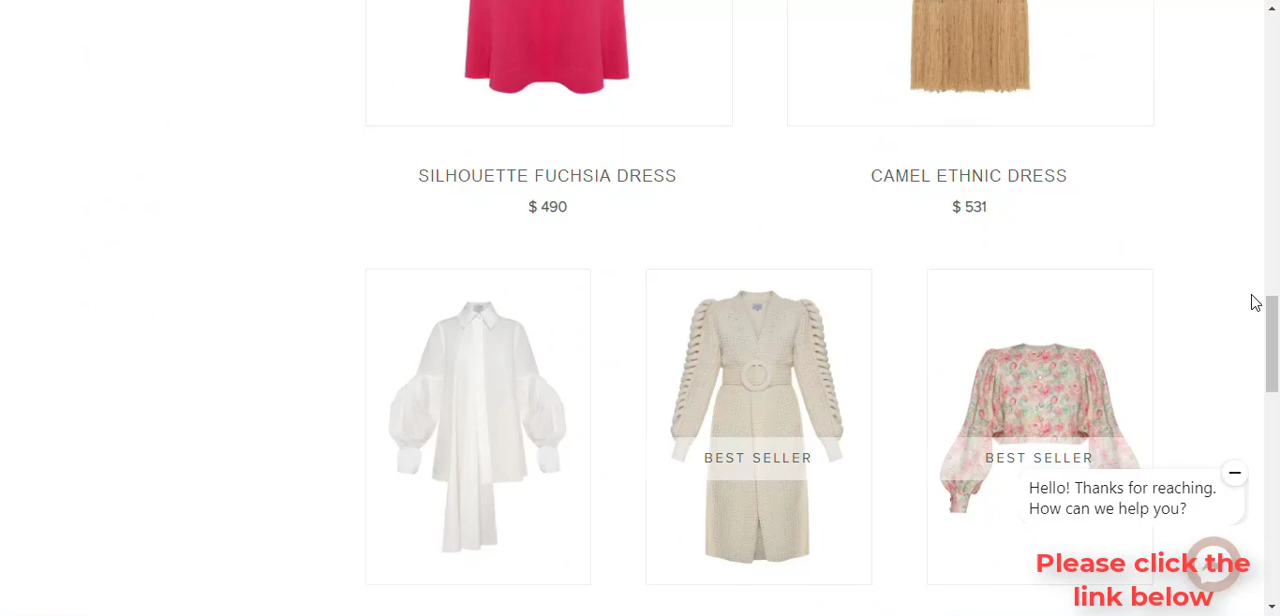 SILHOUETTE FUCHSIA DRESS
$ 490
CAMEL ETHNIC DRESS
$ 531
BEST SELLER
BEST SELLER
Hello! Thanks for reaching.
How can we help you?
Please click the
link below